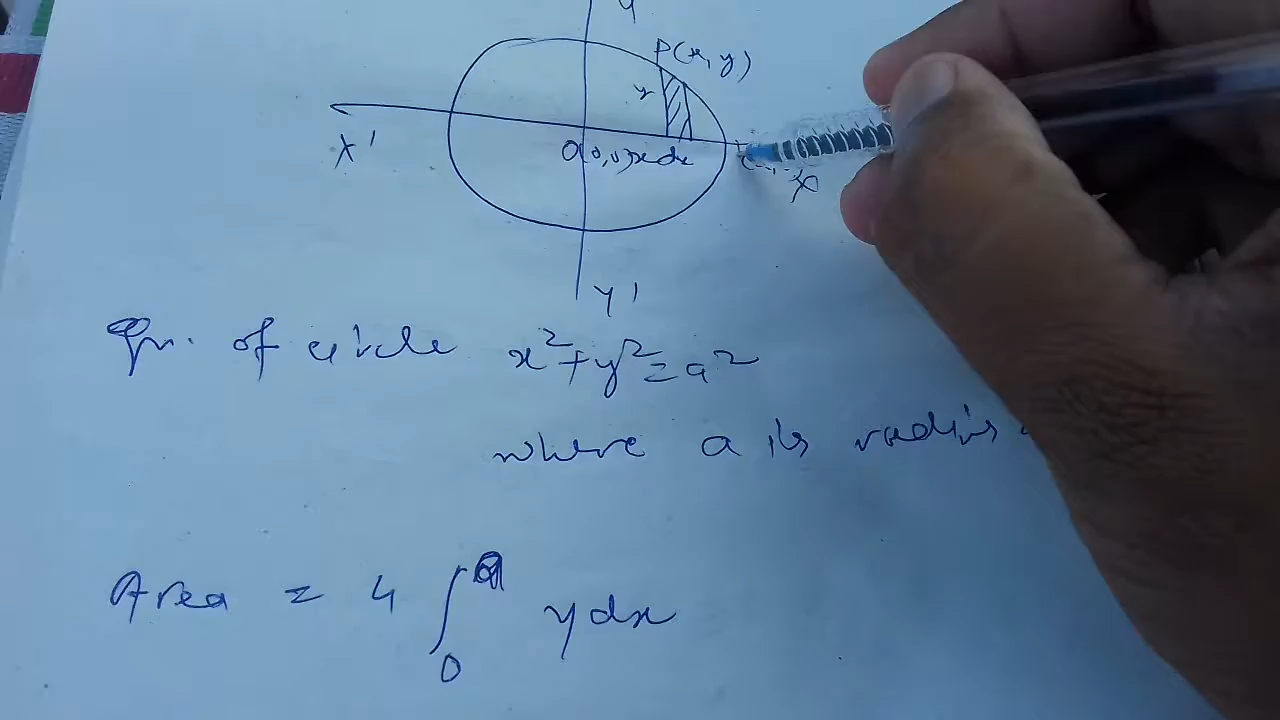 Y
P(x, y)
y
X'
O(0,0) x dx
X
Y'
Eqn. of circle x²+y²=a²
where a is radius
Area = 4 ∫₀ᵃ y dx